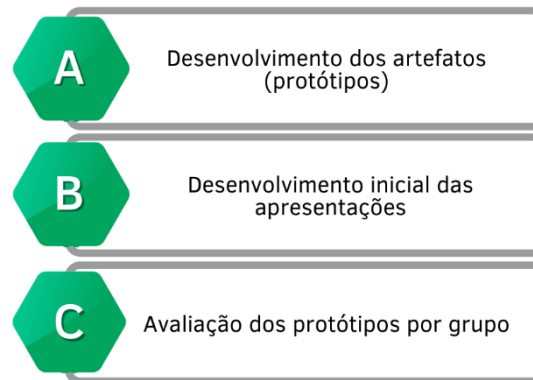 A
Desenvolvimento dos artefatos
(protótipos)
B
Desenvolvimento inicial das
apresentações
C
Avaliação dos protótipos por grupo